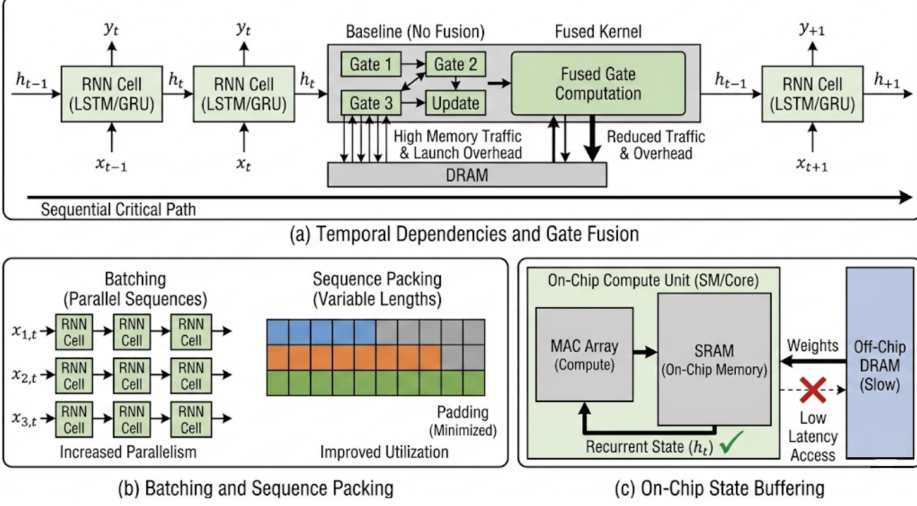 Baseline (No Fusion)
Fused Kernel
y_t
y_t
y_{+1}
h_{t−1}
RNN Cell
(LSTM/GRU)
h_t
RNN Cell
(LSTM/GRU)
h_t
Gate 1
Gate 2
Gate 3
Update
Fused Gate
Computation
h_{t−1}
RNN Cell
(LSTM/GRU)
h_{+1}
x_{t−1}
x_t
High Memory Traffic
& Launch Overhead
Reduced Traffic
& Overhead
x_{t+1}
DRAM
Sequential Critical Path
(a) Temporal Dependencies and Gate Fusion
Batching
(Parallel Sequences)
x_{1,t}
RNN
Cell
RNN
Cell
RNN
Cell
x_{2,t}
RNN
Cell
RNN
Cell
RNN
Cell
x_{3,t}
RNN
Cell
RNN
Cell
RNN
Cell
Increased Parallelism
Sequence Packing
(Variable Lengths)
Padding
(Minimized)
Improved Utilization
(b) Batching and Sequence Packing
On-Chip Compute Unit (SM/Core)
MAC Array
(Compute)
SRAM
(On-Chip Memory)
Recurrent State (h_t)
Weights
Low
Latency
Access
Off-Chip
DRAM
(Slow)
(c) On-Chip State Buffering